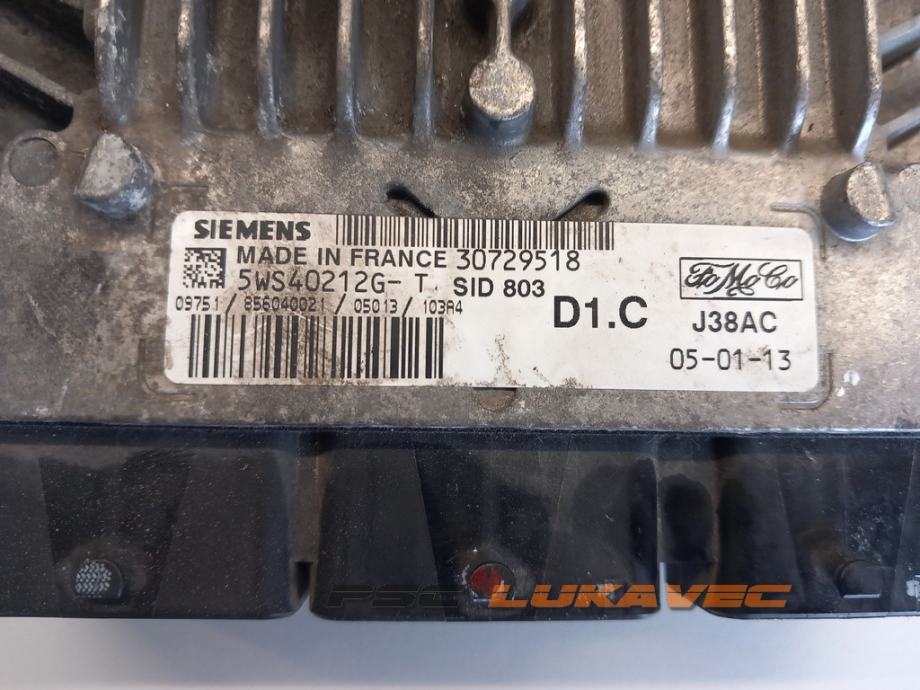 SIEMENS
MADE IN FRANCE 30729518
5WS40212G- T SID 803
09751 / 856040021 / 05013 / 103A4
FoMoCo
D1.C
J38AC
05-01-13
PSC LUKAVEC